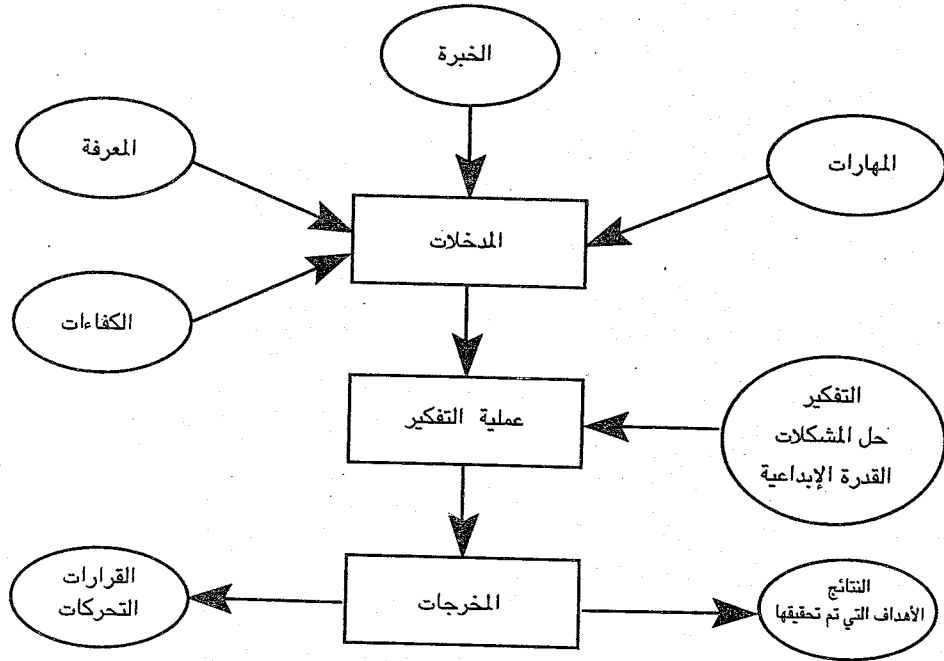 الخبرة
المعرفة
المهارات
المدخلات
الكفاءات
عملية التفكير
التفكير
حل المشكلات
القدرة الإبداعية
المخرجات
القرارات
التحركات
النتائج
الأهداف التي تم تحقيقها